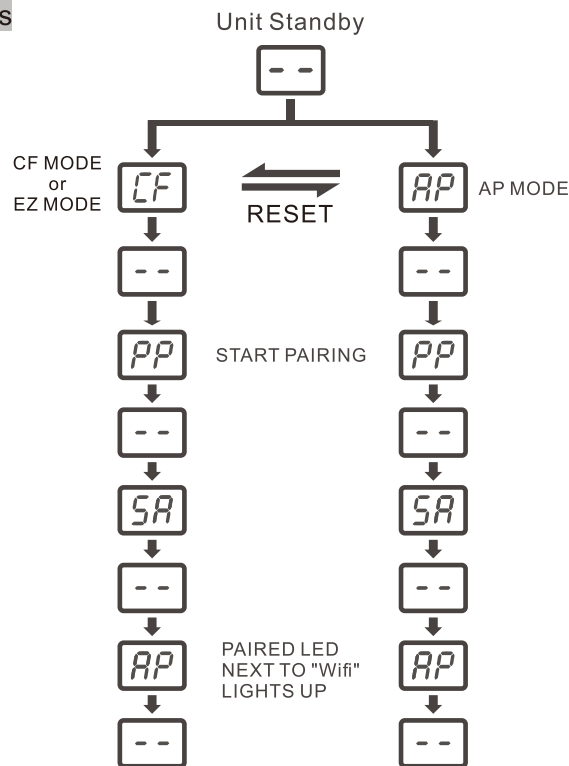 s
Unit Standby
- -
CF MODE
or
EZ MODE
CF
RESET
AP
AP MODE
- -
- -
PP
START PAIRING
PP
- -
- -
SA
SA
- -
- -
AP
PAIRED LED
NEXT TO "Wifi"
LIGHTS UP
AP
- -
- -